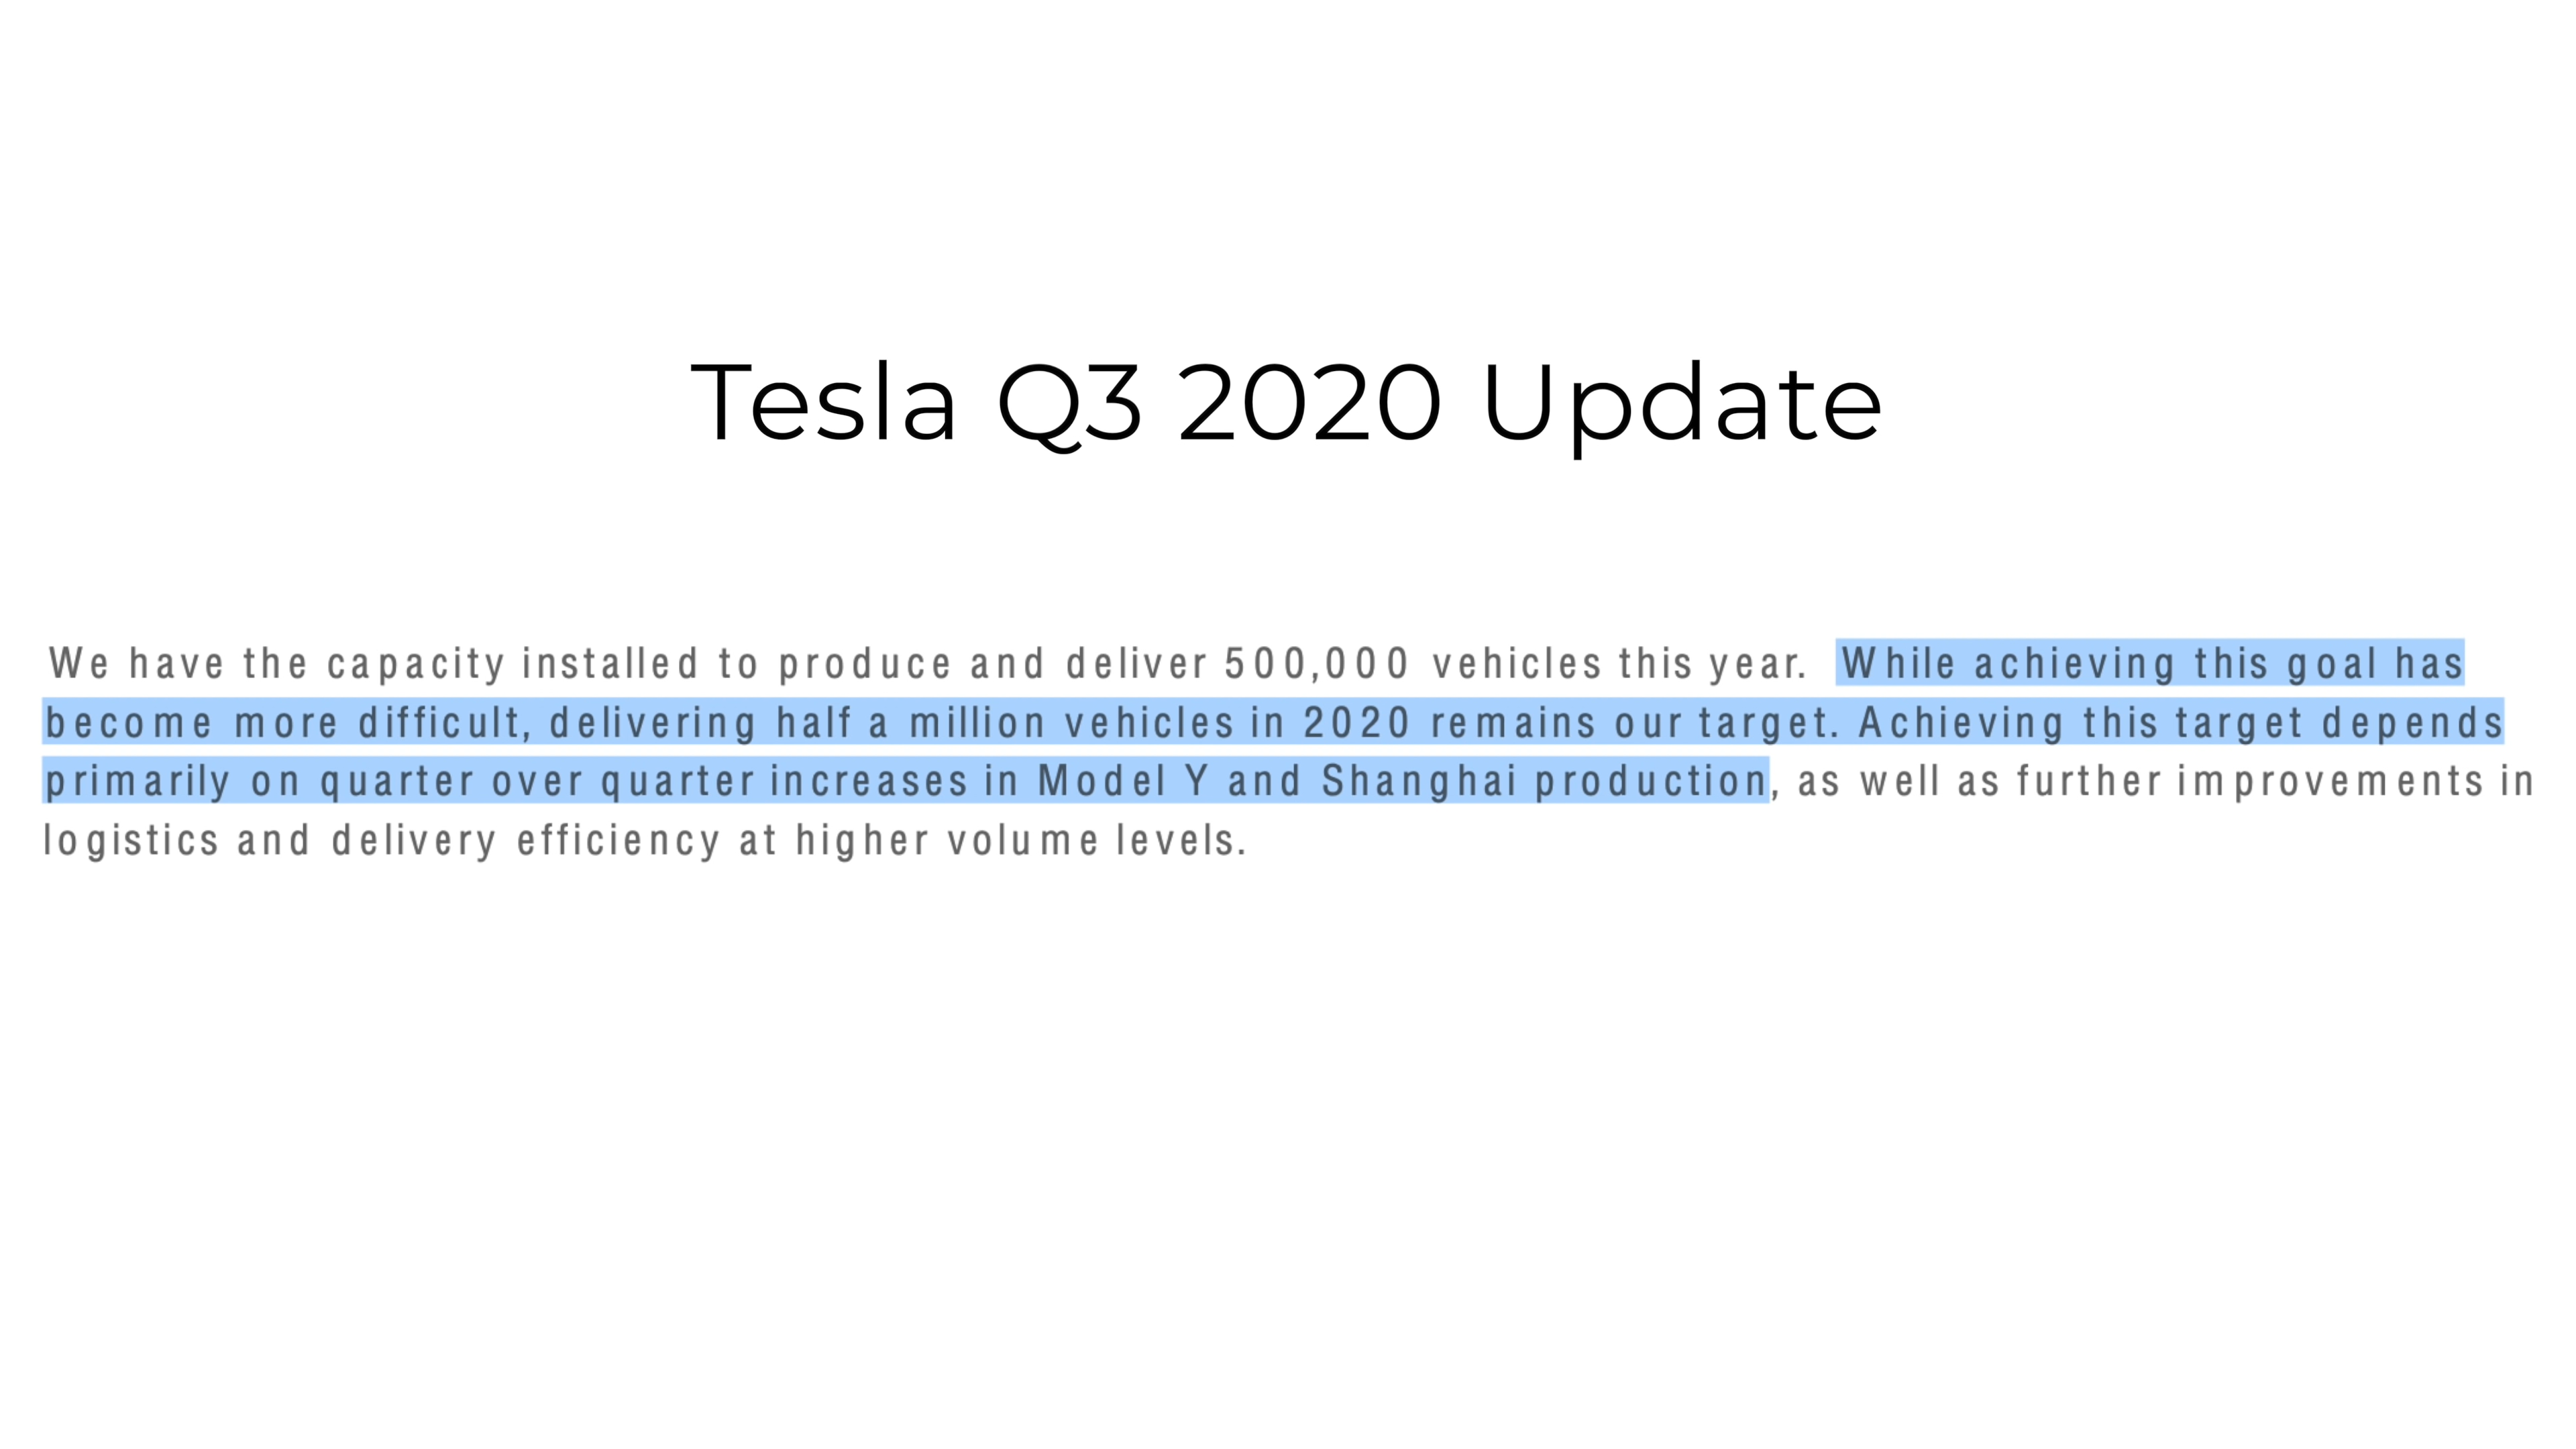 Tesla Q3 2020 Update
We have the capacity installed to produce and deliver 500,000 vehicles this year. While achieving this goal has
become more difficult, delivering half a million vehicles in 2020 remains our target. Achieving this target depends
primarily on quarter over quarter increases in Model Y and Shanghai production, as well as further improvements in
logistics and delivery efficiency at higher volume levels.